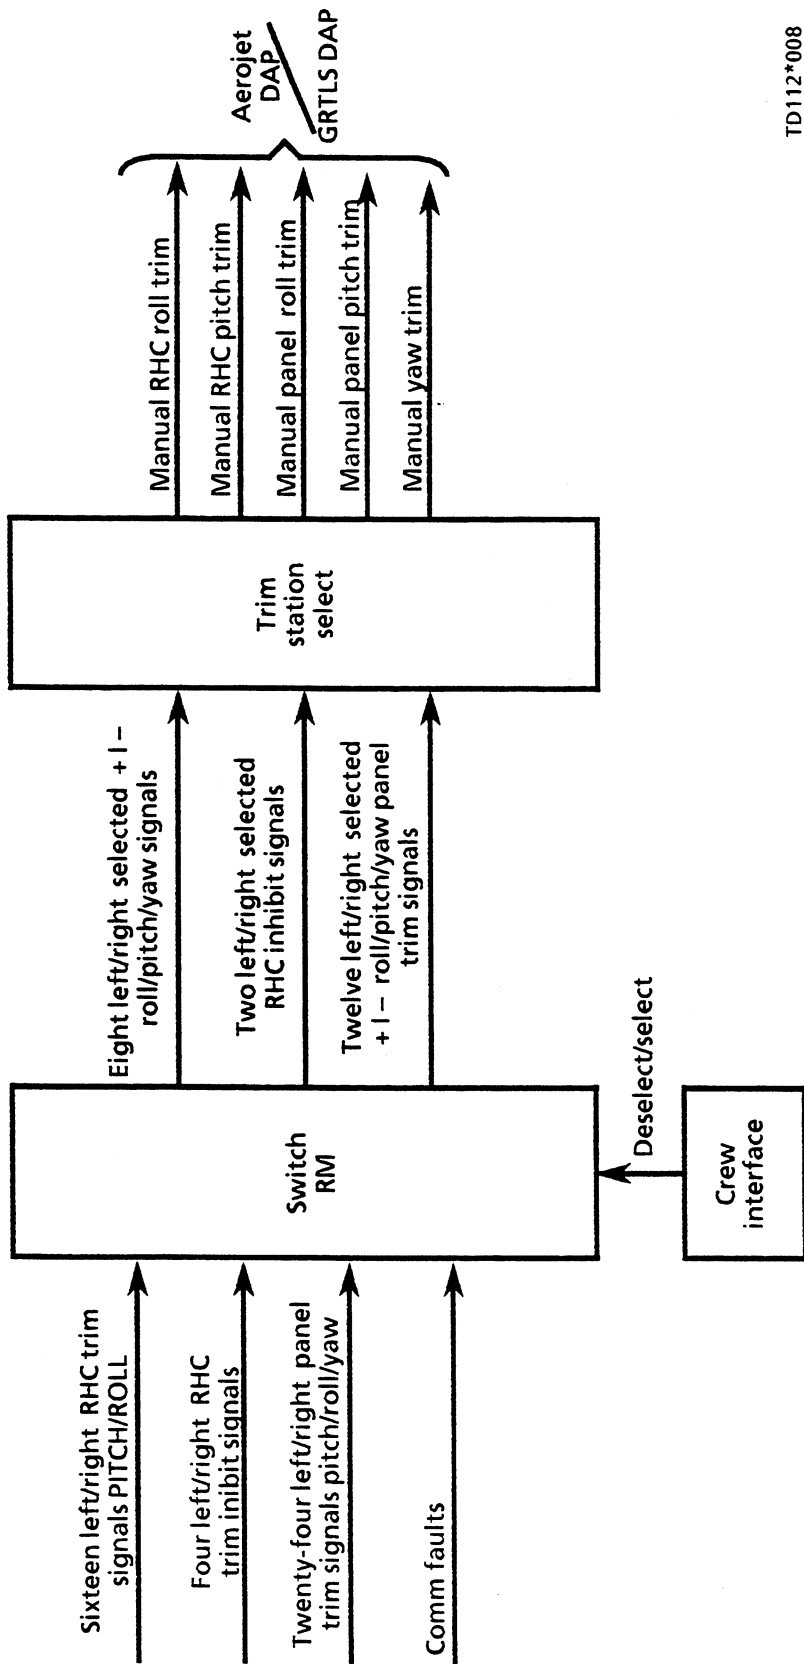 Sixteen left/right RHC trim
signals PITCH/ROLL
Four left/right RHC
trim inibit signals
Twenty-four left/right panel
trim signals pitch/roll/yaw
Comm faults
Switch
RM
Crew
interface
Deselect/select
Eight left/right selected + | –
roll/pitch/yaw signals
Two left/right selected
RHC inhibit signals
Twelve left/right selected
+ | – roll/pitch/yaw panel
trim signals
Trim
station
select
Manual RHC roll trim
Manual RHC pitch trim
Manual panel roll trim
Manual panel pitch trim
Manual yaw trim
Aerojet
DAP
GRTLS DAP
TD112*008